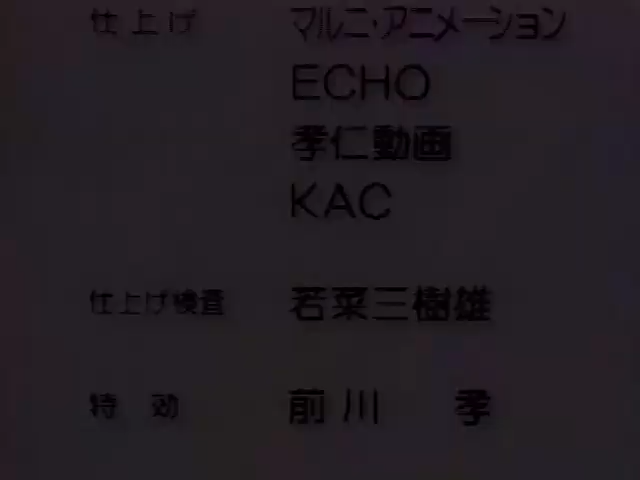 仕上げ マルニ・アニメーション
ECHO
孝仁動画
KAC
仕上げ検査 若菜三樹雄
特効 前川孝